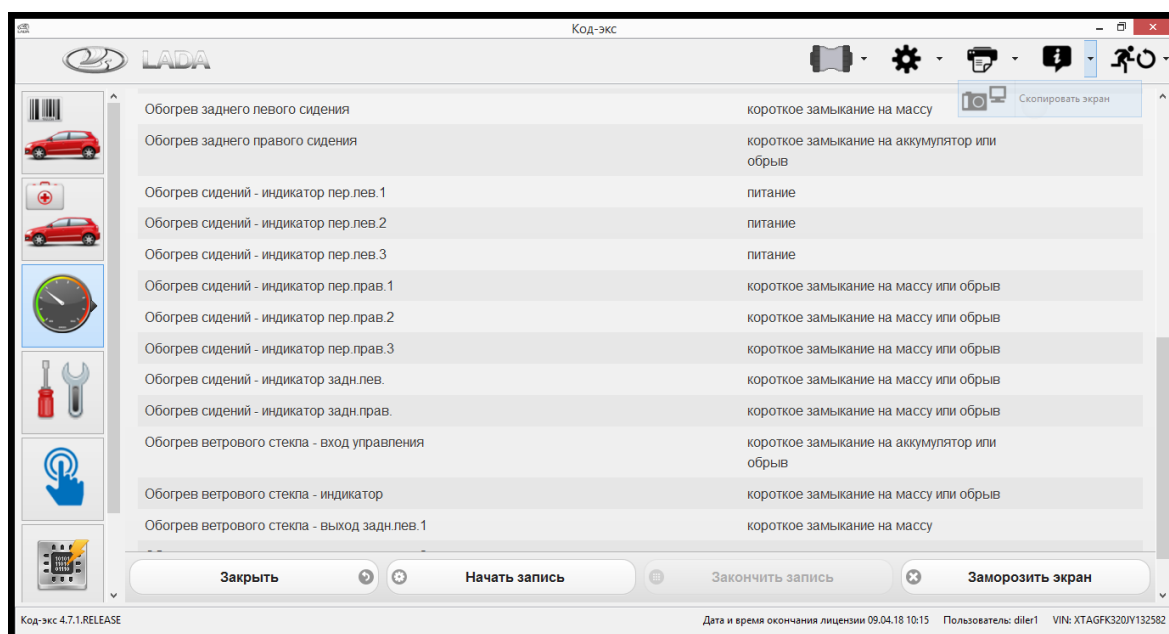 Код-экс
LADA
Скопировать экран
Обогрев заднего левого сидения короткое замыкание на массу
Обогрев заднего правого сидения короткое замыкание на аккумулятор или
обрыв
Обогрев сидений - индикатор пер.лев.1 питание
Обогрев сидений - индикатор пер.лев.2 питание
Обогрев сидений - индикатор пер.лев.3 питание
Обогрев сидений - индикатор пер.прав.1 короткое замыкание на массу или обрыв
Обогрев сидений - индикатор пер.прав.2 короткое замыкание на массу или обрыв
Обогрев сидений - индикатор пер.прав.3 короткое замыкание на массу или обрыв
Обогрев сидений - индикатор задн.лев. короткое замыкание на массу или обрыв
Обогрев сидений - индикатор задн.прав. короткое замыкание на массу или обрыв
Обогрев ветрового стекла - вход управления короткое замыкание на аккумулятор или
обрыв
Обогрев ветрового стекла - индикатор короткое замыкание на массу или обрыв
Обогрев ветрового стекла - выход задн.лев.1 короткое замыкание на массу
Закрыть Начать запись Закончить запись Заморозить экран
Код-экс 4.7.1.RELEASE Дата и время окончания лицензии 09.04.18 10:15 Пользователь: diler1 VIN: XTAGFK320JY132582